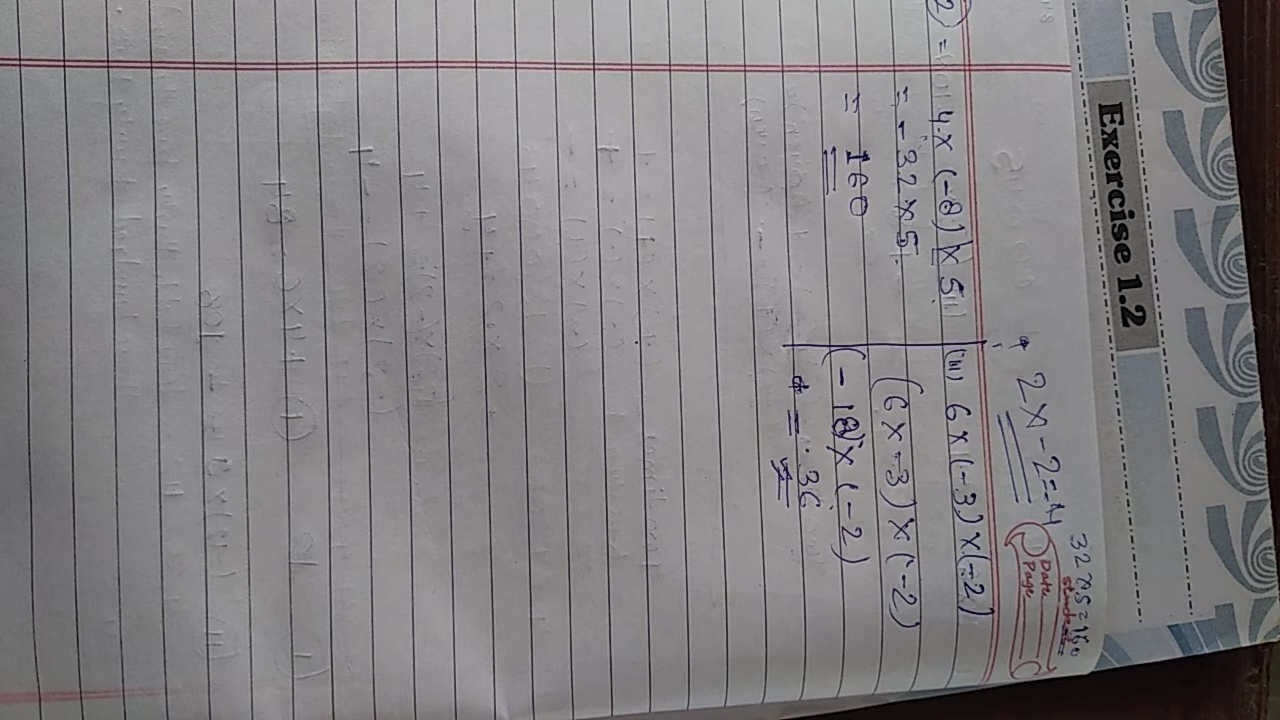 Exercise 1.2
32 x 5 = 160
Date
Page
2 x - 2 = - 4
4 x (-8) x 5
= - 32 x 5
= 160
(iii) 6 x (-3) x (-2)
(6 x -3) x (-2)
(-18) x (-2)
= 36